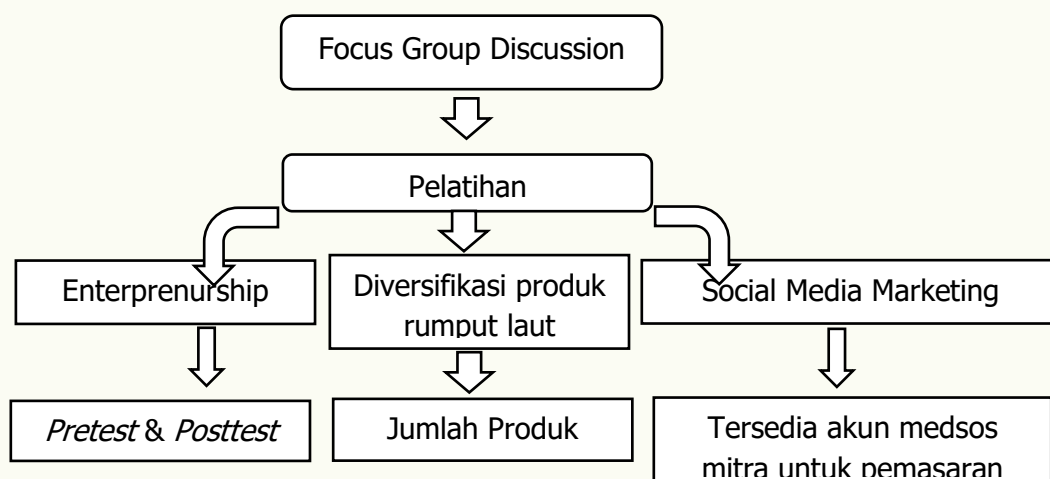 Focus Group Discussion
Pelatihan
Enterprenurship
Diversifikasi produk
rumput laut
Social Media Marketing
Pretest & Posttest
Jumlah Produk
Tersedia akun medsos
mitra untuk pemasaran